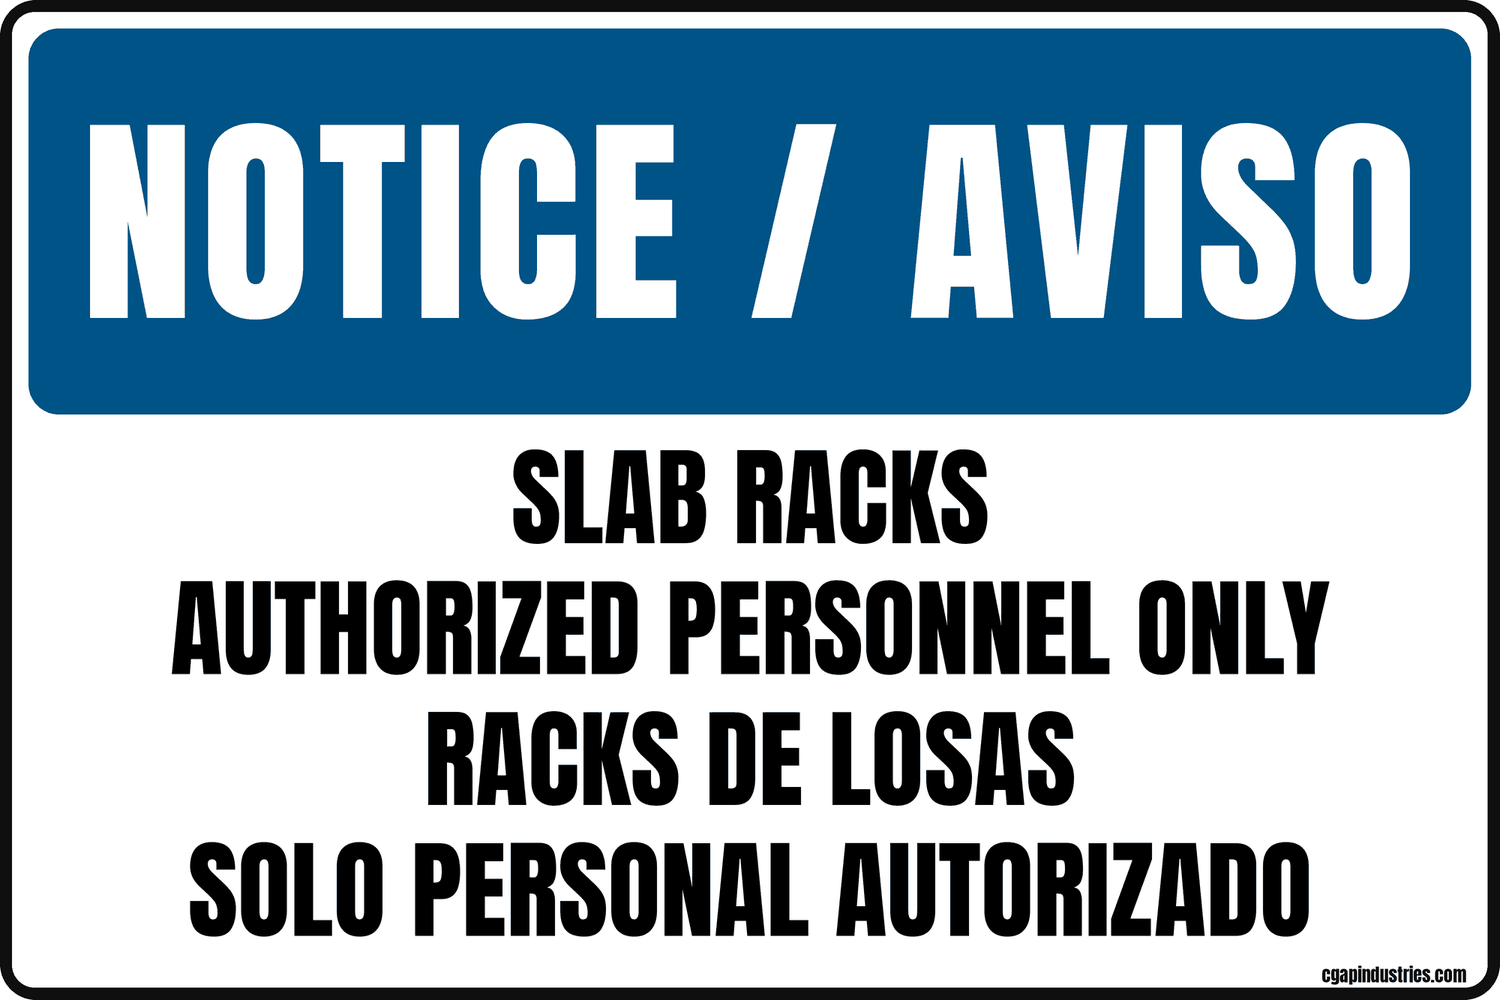 NOTICE / AVISO
SLAB RACKS
AUTHORIZED PERSONNEL ONLY
RACKS DE LOSAS
SOLO PERSONAL AUTORIZADO
cgapindustries.com